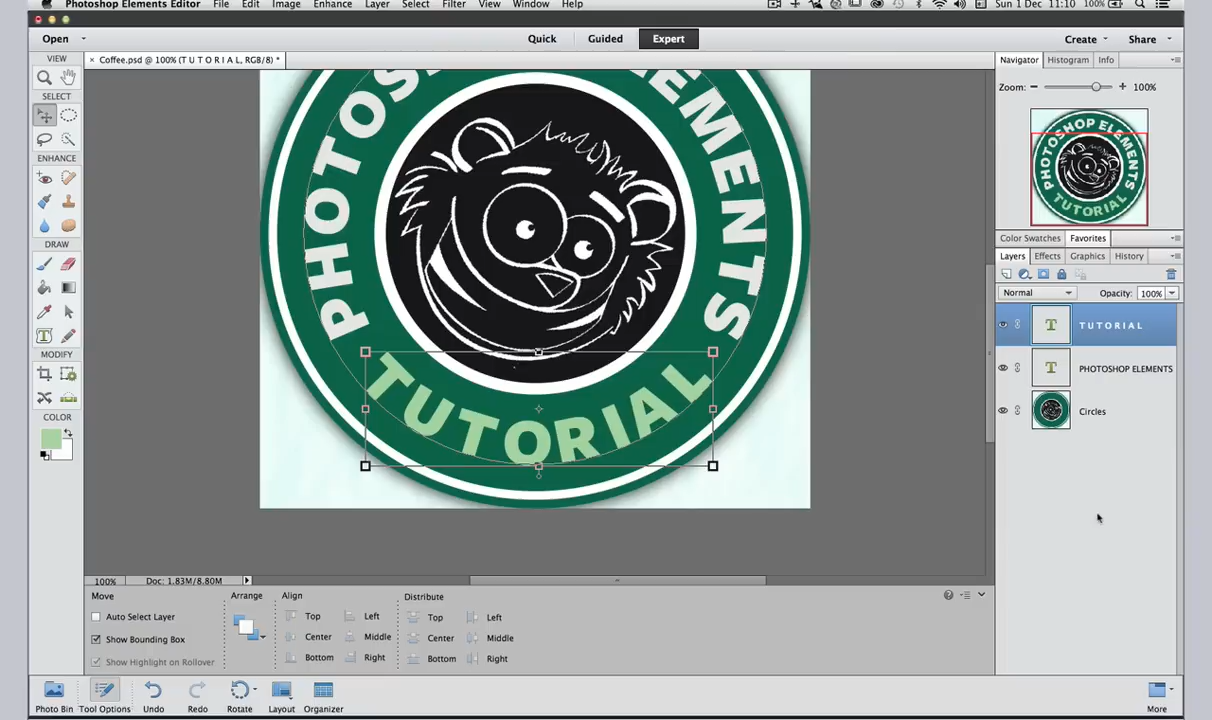 Photoshop Elements Editor File Edit Image Enhance Layer Select Filter View Window Help Sun 1 Dec 11:10 100%
Open Quick Guided Expert Create Share
VIEW
SELECT
ENHANCE
DRAW
MODIFY
COLOR
× Coffee.psd @ 100% (T U T O R I A L, RGB/8) *
PHOTOSHOP ELEMENTS
TUTORIAL
100% Doc: 1.83M/8.80M
Navigator Histogram Info
Zoom: 100%
PHOTOSHOP ELEMENTS
TUTORIAL
Color Swatches Favorites
Layers Effects Graphics History
Normal Opacity: 100%
T T U T O R I A L
T PHOTOSHOP ELEMENTS
Circles
Move Arrange Align Distribute
Auto Select Layer Top Left Top Left
Show Bounding Box Center Middle Center Middle
Show Highlight on Rollover Bottom Right Bottom Right
Photo Bin Tool Options Undo Redo Rotate Layout Organizer More